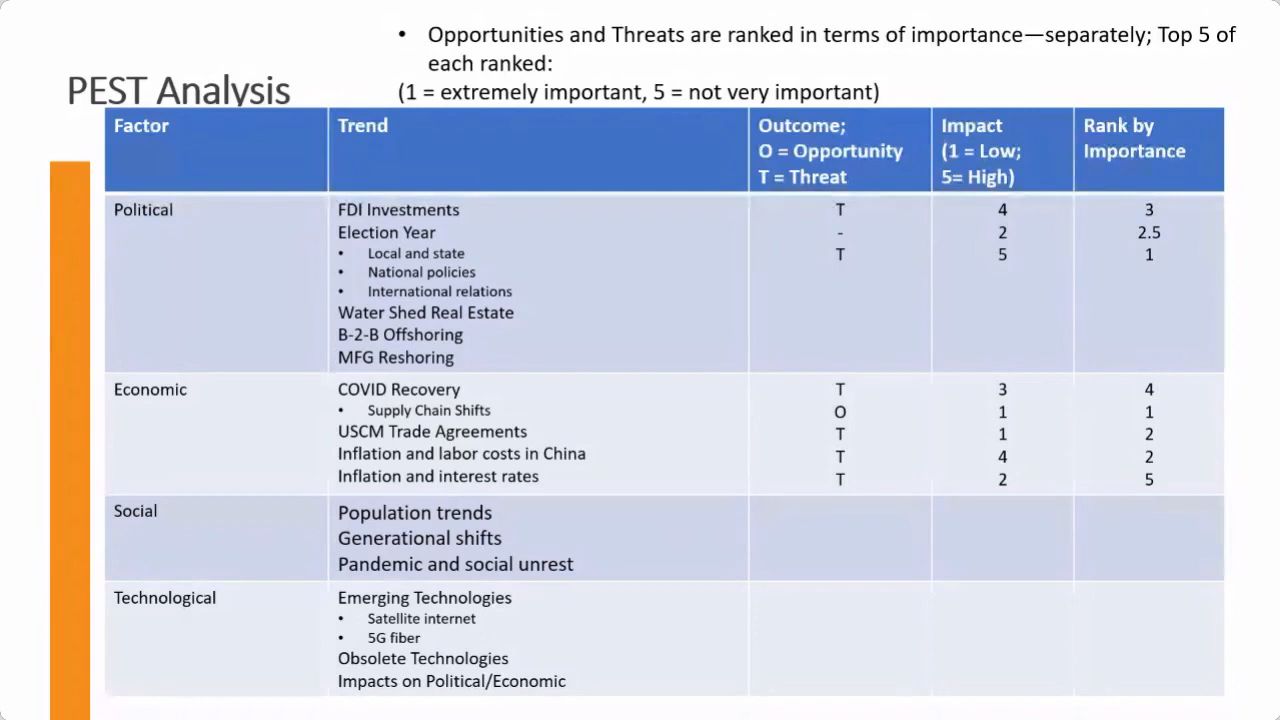 • Opportunities and Threats are ranked in terms of importance—separately; Top 5 of
each ranked:
(1 = extremely important, 5 = not very important)
PEST Analysis
Factor Trend Outcome; Impact Rank by
O = Opportunity (1 = Low; Importance
T = Threat 5= High)
Political FDI Investments T 4 3
Election Year - 2 2.5
• Local and state T 5 1
• National policies
• International relations
Water Shed Real Estate
B-2-B Offshoring
MFG Reshoring
Economic COVID Recovery T 3 4
• Supply Chain Shifts O 1 1
USCM Trade Agreements T 1 2
Inflation and labor costs in China T 4 2
Inflation and interest rates T 2 5
Social Population trends
Generational shifts
Pandemic and social unrest
Technological Emerging Technologies
• Satellite internet
• 5G fiber
Obsolete Technologies
Impacts on Political/Economic